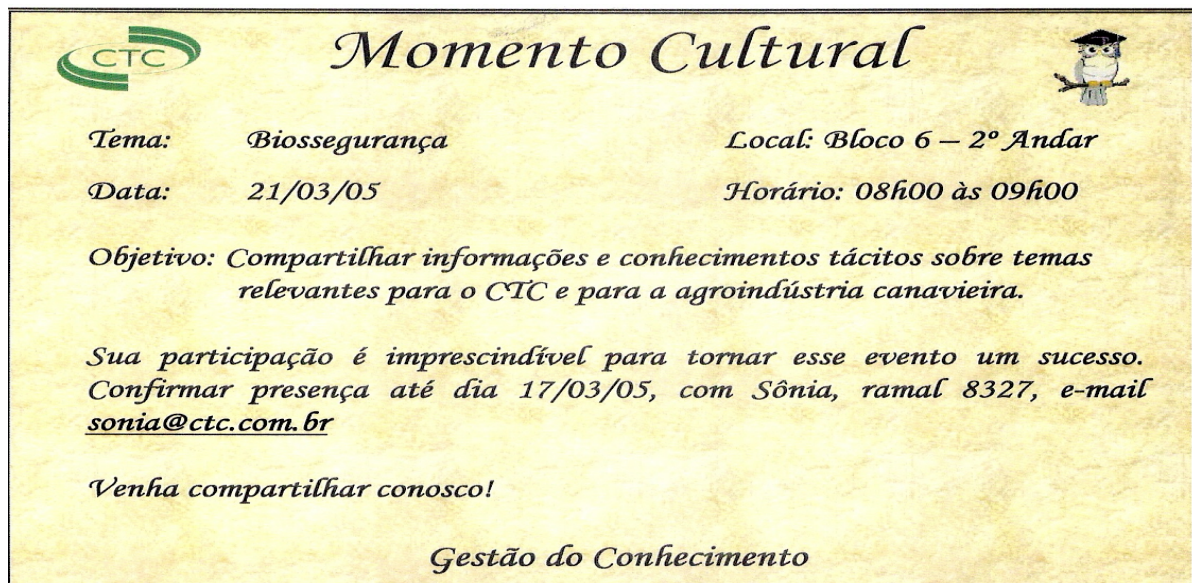 CTC
Momento Cultural
Tema: Biossegurança Local: Bloco 6 – 2º Andar
Data: 21/03/05 Horário: 08h00 às 09h00
Objetivo: Compartilhar informações e conhecimentos tácitos sobre temas
relevantes para o CTC e para a agroindústria canavieira.
Sua participação é imprescindível para tornar esse evento um sucesso.
Confirmar presença até dia 17/03/05, com Sônia, ramal 8327, e-mail
sonia@ctc.com.br
Venha compartilhar conosco!
Gestão do Conhecimento